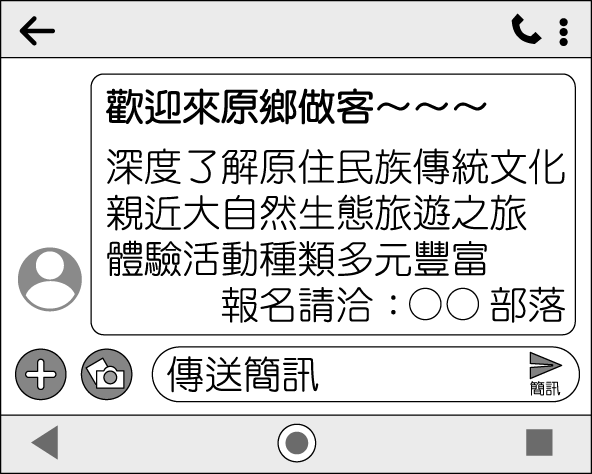 歡迎來原鄉做客～～～
深度了解原住民族傳統文化
親近大自然生態旅遊之旅
體驗活動種類多元豐富
報名請洽：○○部落
傳送簡訊
簡訊